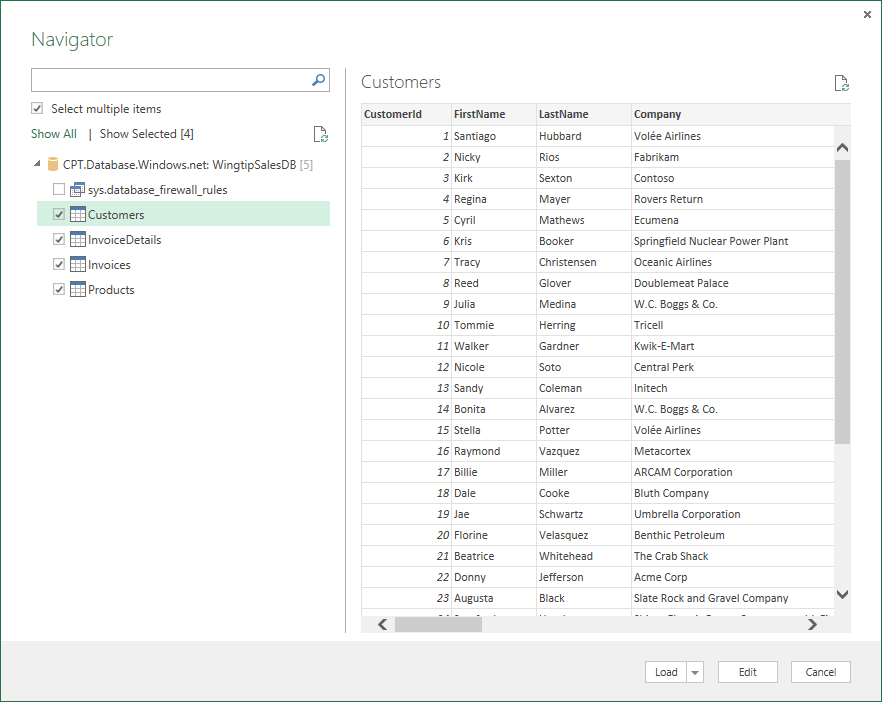 Navigator
Select multiple items
Show All | Show Selected [4]
CPT.Database.Windows.net: WingtipSalesDB [5]
sys.database_firewall_rules
Customers
InvoiceDetails
Invoices
Products
Customers
CustomerId FirstName LastName Company
1 Santiago Hubbard Volée Airlines
2 Nicky Rios Fabrikam
3 Kirk Sexton Contoso
4 Regina Mayer Rovers Return
5 Cyril Mathews Ecumena
6 Kris Booker Springfield Nuclear Power Plant
7 Tracy Christensen Oceanic Airlines
8 Reed Glover Doublemeat Palace
9 Julia Medina W.C. Boggs & Co.
10 Tommie Herring Tricell
11 Walker Gardner Kwik-E-Mart
12 Nicole Soto Central Perk
13 Sandy Coleman Initech
14 Bonita Alvarez W.C. Boggs & Co.
15 Stella Potter Volée Airlines
16 Raymond Vazquez Metacortex
17 Billie Miller ARCAM Corporation
18 Dale Cooke Bluth Company
19 Jae Schwartz Umbrella Corporation
20 Florine Velasquez Benthic Petroleum
21 Beatrice Whitehead The Crab Shack
22 Donny Jefferson Acme Corp
23 Augusta Black Slate Rock and Gravel Company
Load Edit Cancel